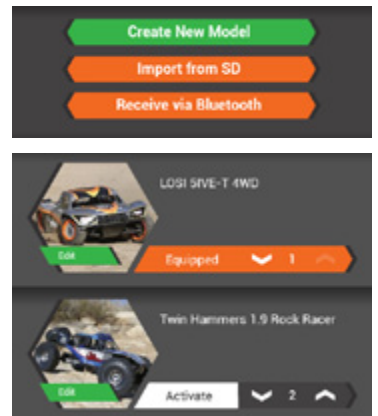 Create New Model
Import from SD
Receive via Bluetooth
LOSI 5IVE-T 4WD
Edit
Equipped 1
Twin Hammers 1.9 Rock Racer
Edit
Activate 2